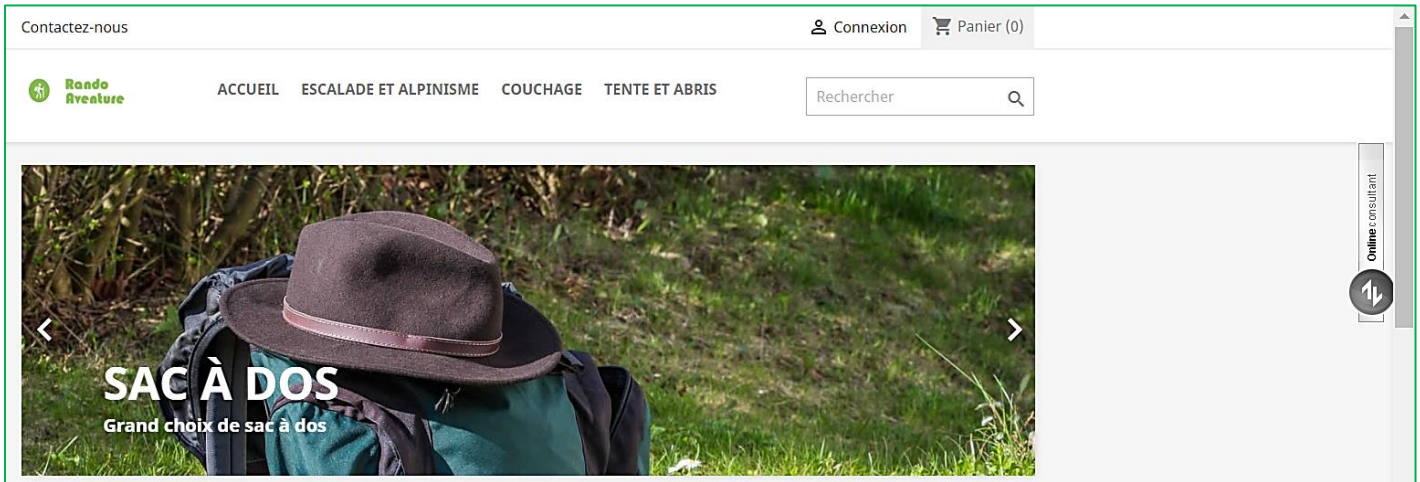 Contactez-nous
Connexion
Panier (0)
Rando
Aventure
ACCUEIL
ESCALADE ET ALPINISME
COUCHAGE
TENTE ET ABRIS
Rechercher
Online consultant
SAC À DOS
Grand choix de sac à dos